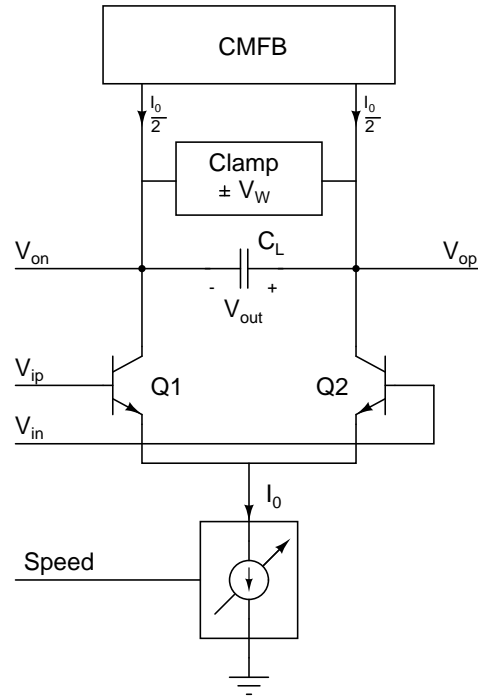 CMFB
I0/2 I0/2
Clamp
± VW
Von CL Vop
- +
Vout
Vip Q1 Q2
Vin
I0
Speed